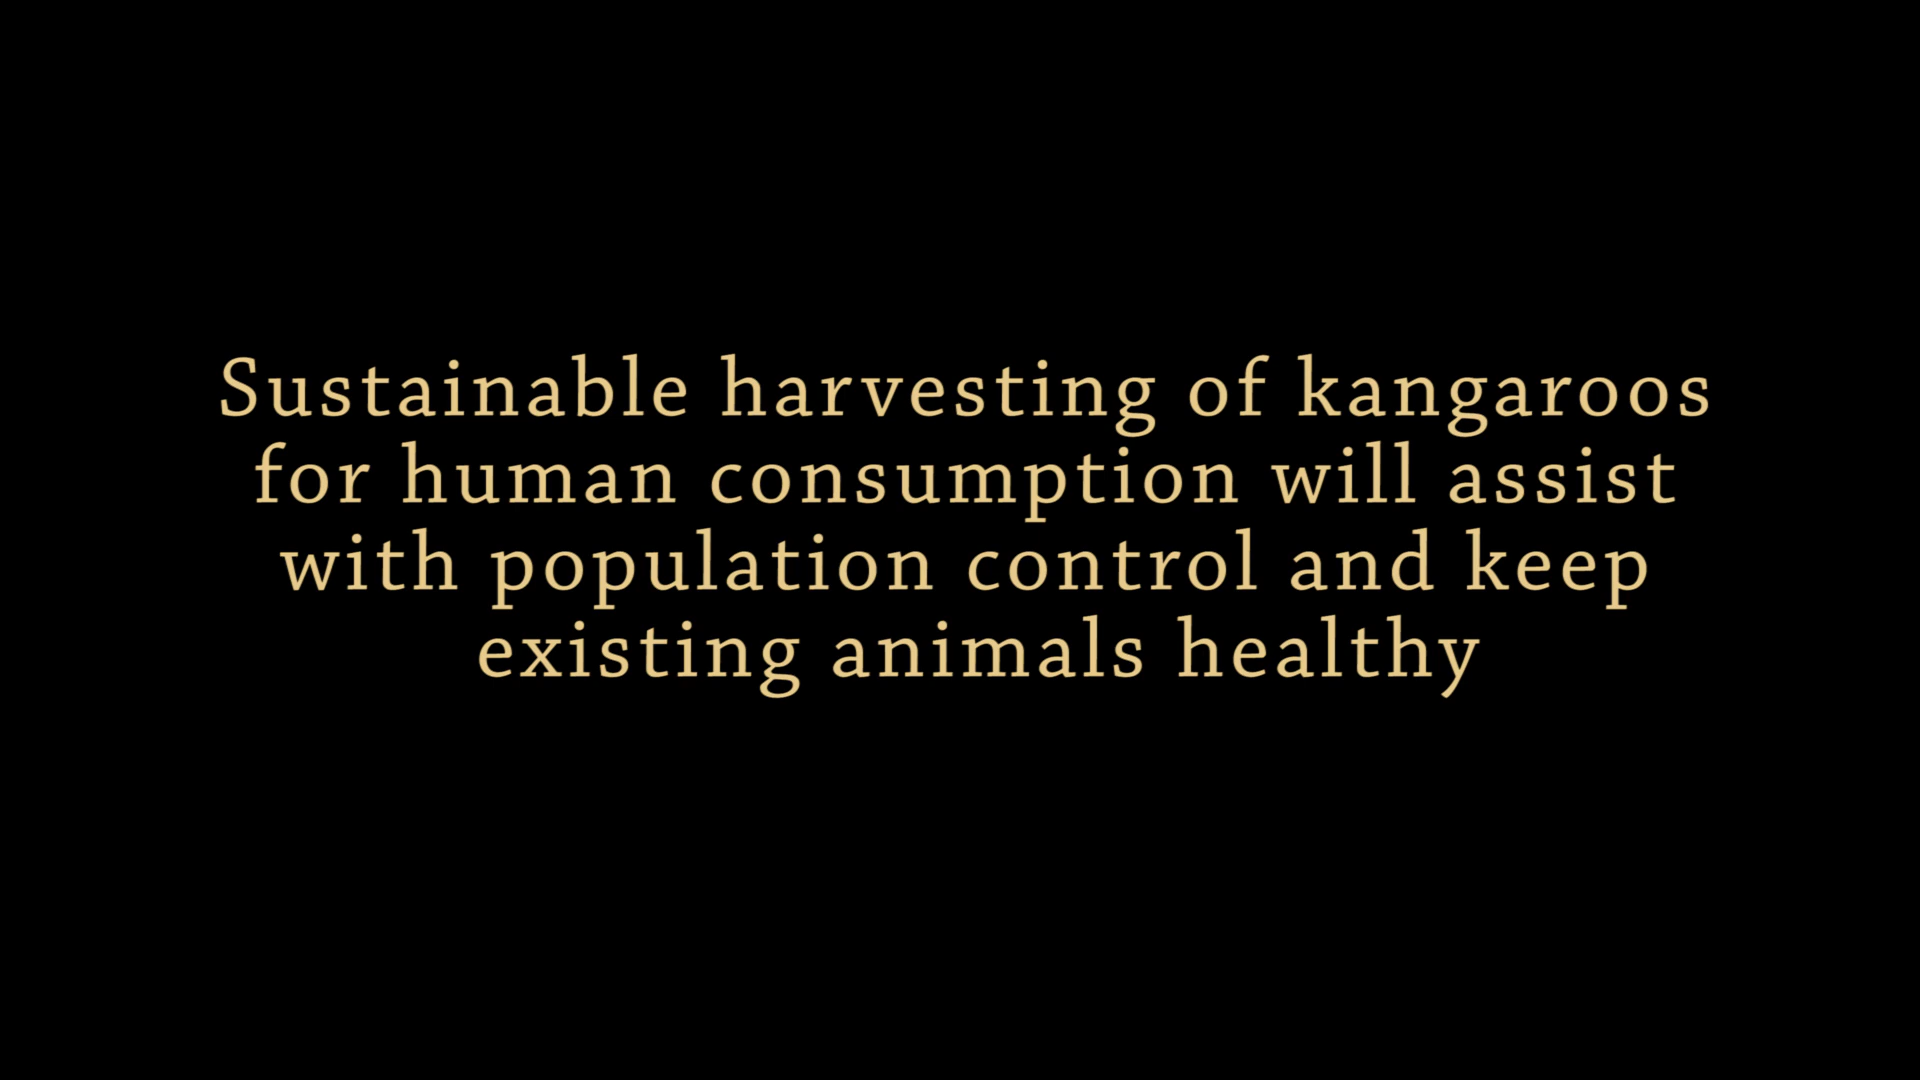 Sustainable harvesting of kangaroos
for human consumption will assist
with population control and keep
existing animals healthy